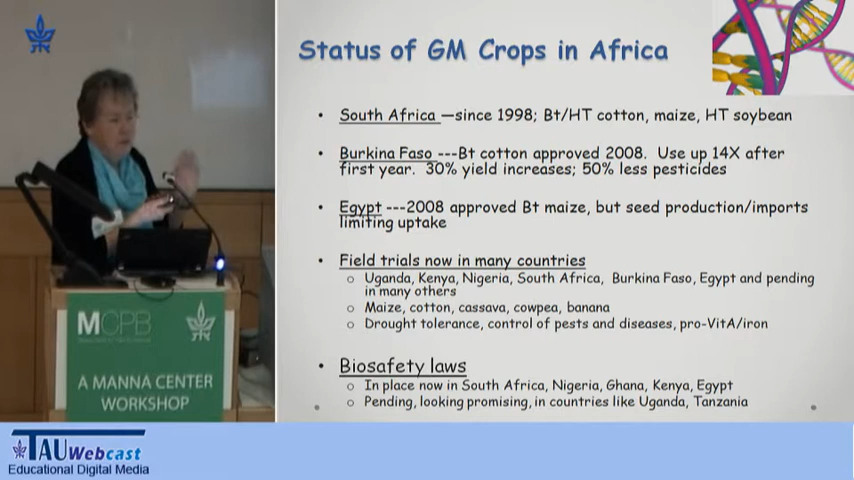 Status of GM Crops in Africa
• South Africa —since 1998; Bt/HT cotton, maize, HT soybean
• Burkina Faso ---Bt cotton approved 2008. Use up 14X after
first year. 30% yield increases; 50% less pesticides
• Egypt ---2008 approved Bt maize, but seed production/imports
limiting uptake
• Field trials now in many countries
o Uganda, Kenya, Nigeria, South Africa, Burkina Faso, Egypt and pending
in many others
o Maize, cotton, cassava, cowpea, banana
o Drought tolerance, control of pests and diseases, pro-VitA/iron
• Biosafety laws
o In place now in South Africa, Nigeria, Ghana, Kenya, Egypt
o Pending, looking promising, in countries like Uganda, Tanzania
MCPB
A MANNA CENTER
WORKSHOP
TAU Webcast
Educational Digital Media